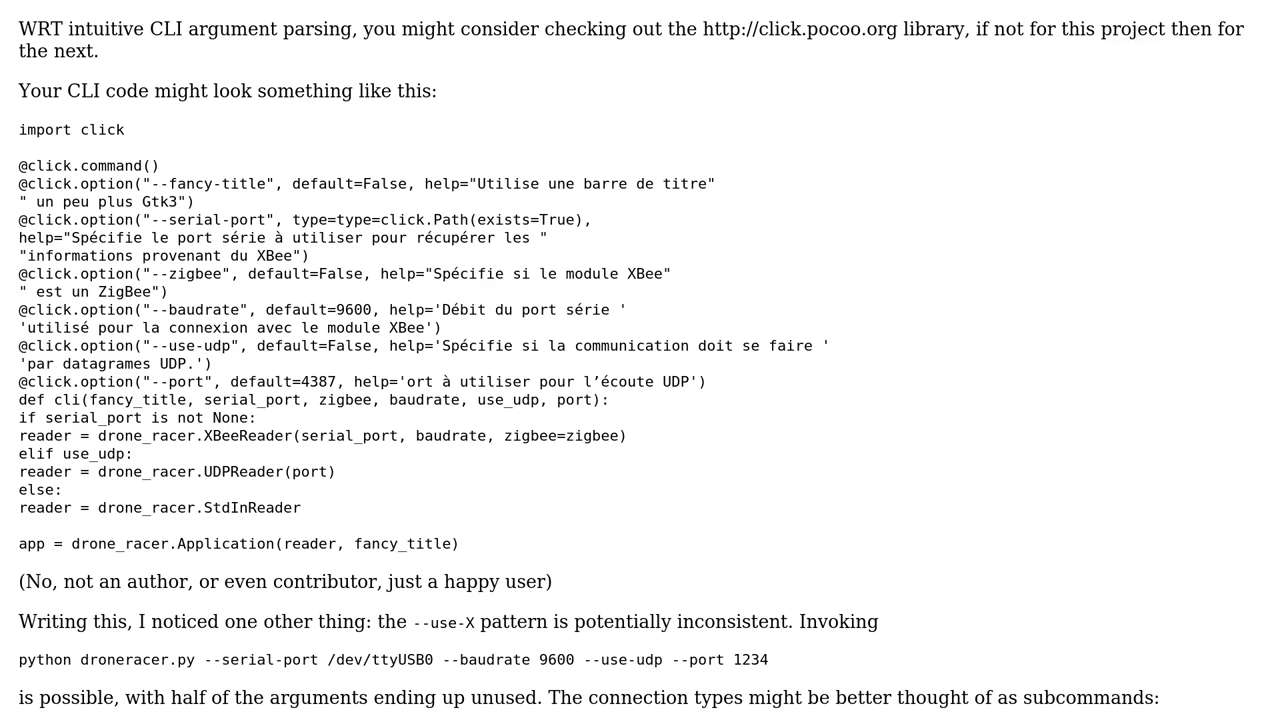 WRT intuitive CLI argument parsing, you might consider checking out the http://click.pocoo.org library, if not for this project then for
the next.
Your CLI code might look something like this:
import click
@click.command()
@click.option("--fancy-title", default=False, help="Utilise une barre de titre"
" un peu plus Gtk3")
@click.option("--serial-port", type=type=click.Path(exists=True),
help="Spécifie le port série à utiliser pour récupérer les "
"informations provenant du XBee")
@click.option("--zigbee", default=False, help="Spécifie si le module XBee"
" est un ZigBee")
@click.option("--baudrate", default=9600, help='Débit du port série '
'utilisé pour la connexion avec le module XBee')
@click.option("--use-udp", default=False, help='Spécifie si la communication doit se faire '
'par datagrames UDP.')
@click.option("--port", default=4387, help='ort à utiliser pour l’écoute UDP')
def cli(fancy_title, serial_port, zigbee, baudrate, use_udp, port):
if serial_port is not None:
reader = drone_racer.XBeeReader(serial_port, baudrate, zigbee=zigbee)
elif use_udp:
reader = drone_racer.UDPReader(port)
else:
reader = drone_racer.StdInReader
app = drone_racer.Application(reader, fancy_title)
(No, not an author, or even contributor, just a happy user)
Writing this, I noticed one other thing: the --use-X pattern is potentially inconsistent. Invoking
python droneracer.py --serial-port /dev/ttyUSB0 --baudrate 9600 --use-udp --port 1234
is possible, with half of the arguments ending up unused. The connection types might be better thought of as subcommands: